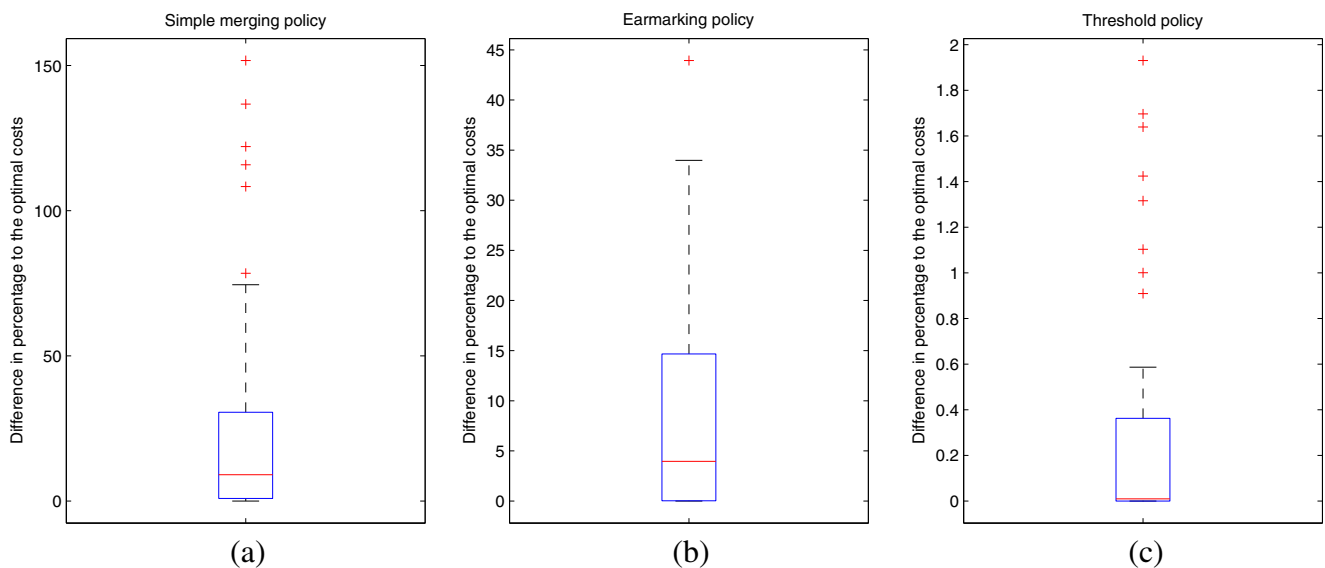 Simple merging policy
Difference in percentage to the optimal costs
150
100
50
0
(a)
Earmarking policy
Difference in percentage to the optimal costs
45
40
35
30
25
20
15
10
5
0
(b)
Threshold policy
Difference in percentage to the optimal costs
2
1.8
1.6
1.4
1.2
1
0.8
0.6
0.4
0.2
0
(c)